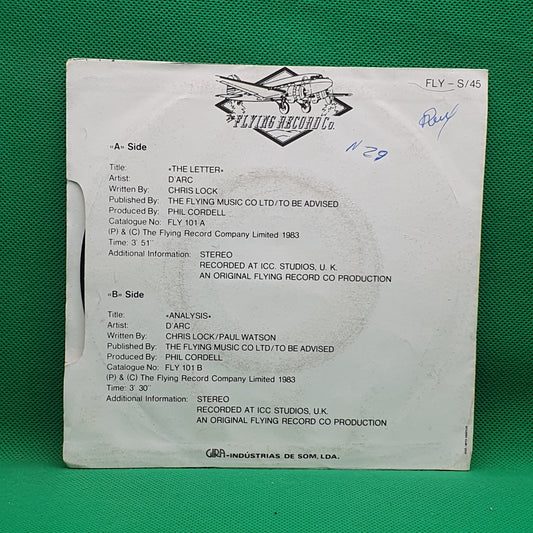 FLY – S/45
The FLYING RECORD Co.
N 29
«A» Side
Title: «THE LETTER»
Artist: D'ARC
Written By: CHRIS LOCK
Published By: THE FLYING MUSIC CO LTD/TO BE ADVISED
Produced By: PHIL CORDELL
Catalogue No: FLY 101 A
(P) & (C) The Flying Record Company Limited 1983
Time: 3' 51''
Additional Information: STEREO
RECORDED AT ICC. STUDIOS, U. K.
AN ORIGINAL FLYING RECORD CO PRODUCTION
«B» Side
Title: «ANALYSIS»
Artist: D'ARC
Written By: CHRIS LOCK/PAUL WATSON
Published By: THE FLYING MUSIC CO LTD/TO BE ADVISED
Produced By: PHIL CORDELL
Catalogue No: FLY 101 B
(P) & (C) The Flying Record Company Limited 1983
Time: 3' 30''
Additional Information: STEREO
RECORDED AT ICC STUDIOS, U.K.
AN ORIGINAL FLYING RECORD CO PRODUCTION
GIRA-INDÚSTRIAS DE SOM, LDA.